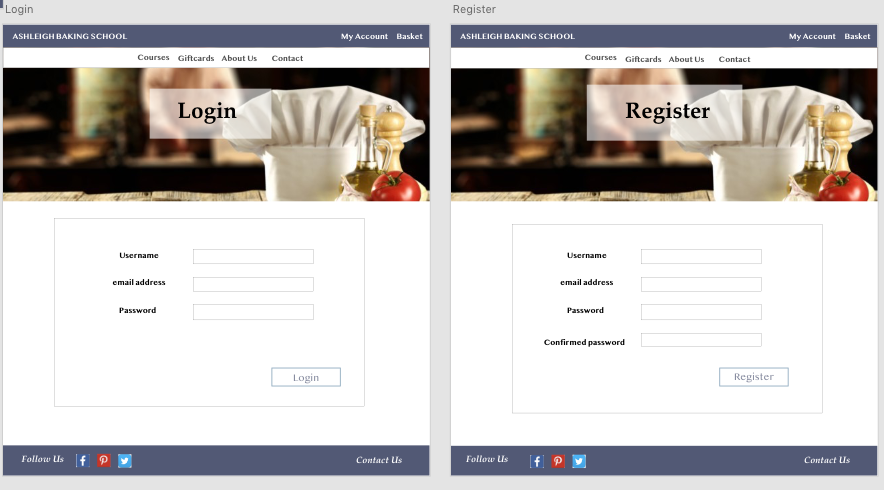 Login
ASHLEIGH BAKING SCHOOL My Account Basket
Courses Giftcards About Us Contact
Login
Username
email address
Password
Login
Follow Us Contact Us
Register
ASHLEIGH BAKING SCHOOL My Account Basket
Courses Giftcards About Us Contact
Register
Username
email address
Password
Confirmed password
Register
Follow Us Contact Us